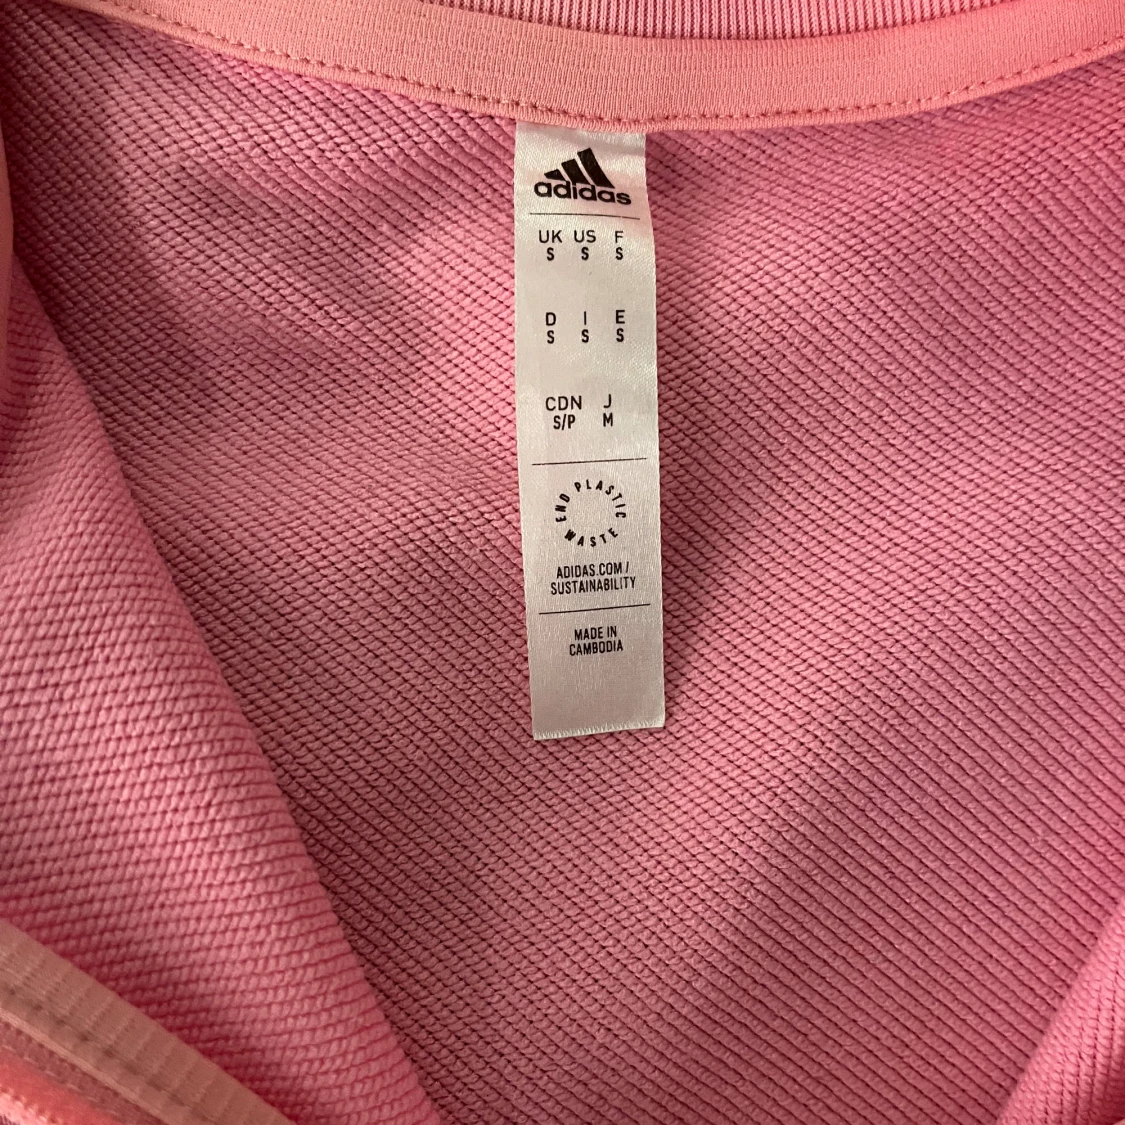 adidas
UK US F
S S S
D I E
S S S
CDN J
S/P M
END PLASTIC WASTE
ADIDAS.COM /
SUSTAINABILITY
MADE IN
CAMBODIA